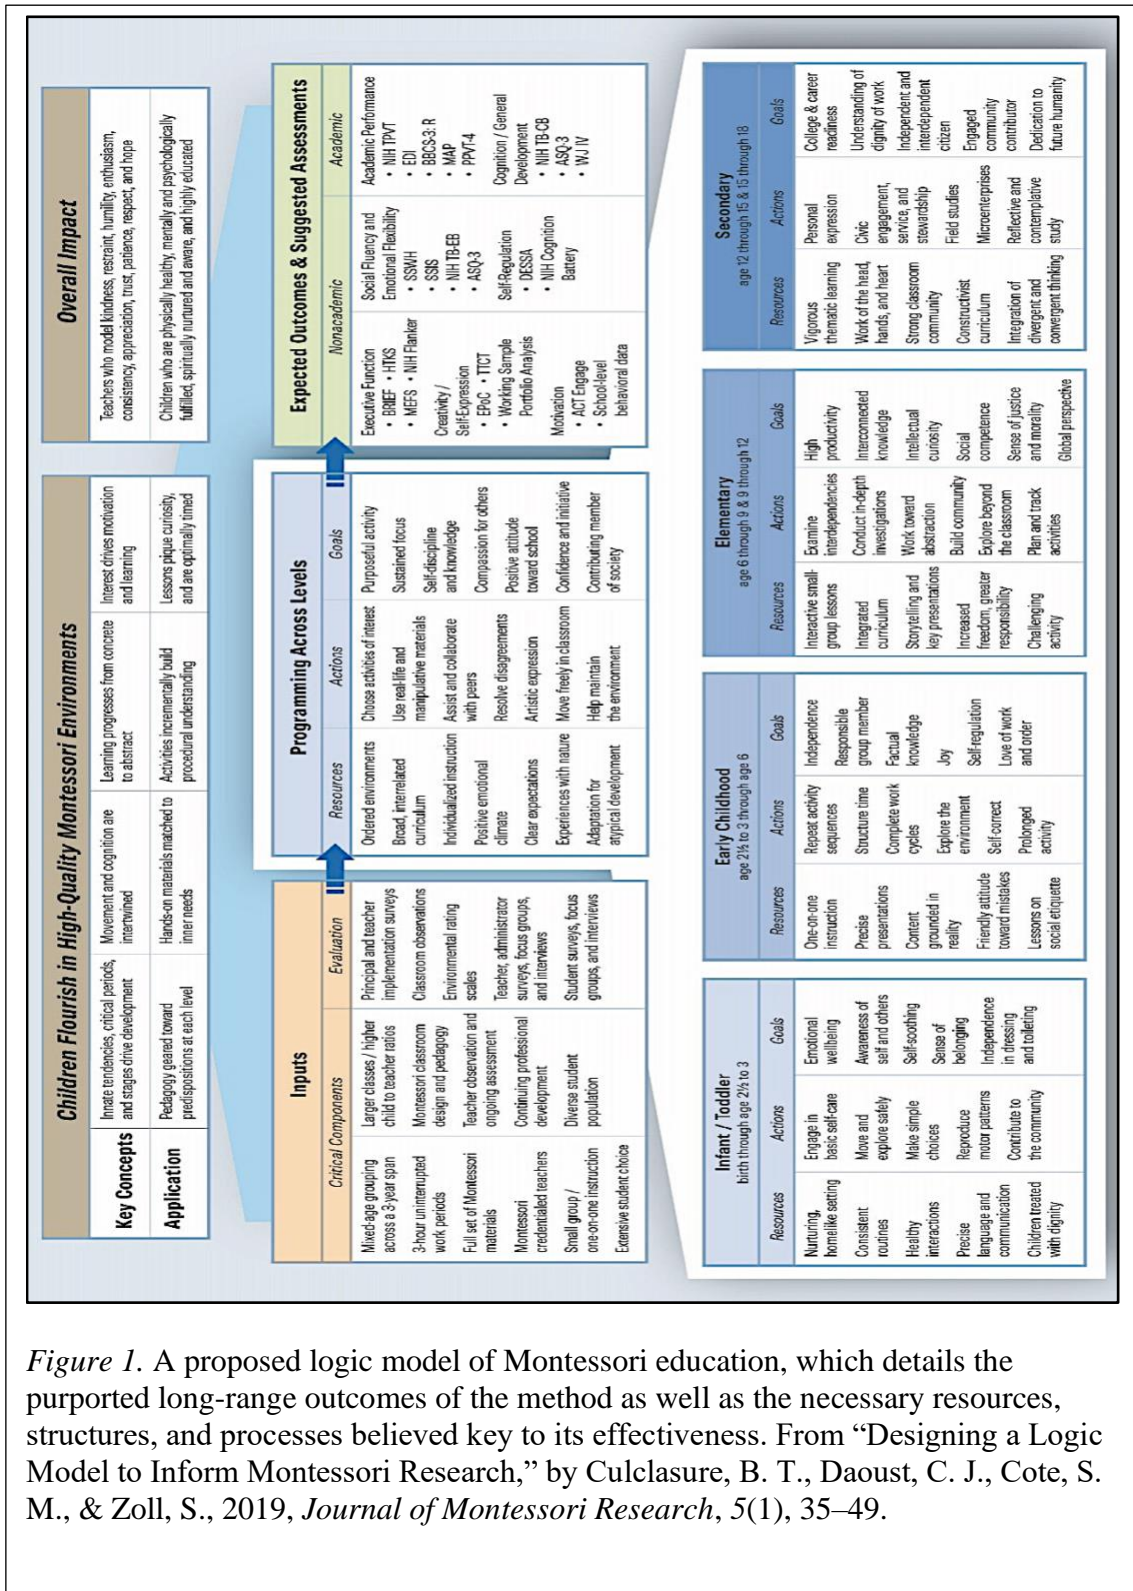 Children Flourish in High-Quality Montessori Environments
Key Concepts
Innate tendencies, critical periods,
and stages drive development
Movement and cognition are
intertwined
Learning progresses from concrete
to abstract
Interest drives motivation
and learning
Application
Pedagogy geared toward
predispositions at each level
Hands-on materials matched to
inner needs
Activities incrementally build
procedural understanding
Lessons pique curiosity,
and are optimally timed
Overall Impact
Teachers who model kindness, restraint, humility, enthusiasm,
consistency, appreciation, trust, patience, respect, and hope
Children who are physically healthy, mentally and psychologically
fulfilled, spiritually nurtured and aware, and highly educated
Inputs
Critical Components
Mixed-age grouping
across a 3-year span
3-hour uninterrupted
work periods
Full set of Montessori
materials
Montessori
credentialed teachers
Small group /
one-on-one instruction
Extensive student choice
Larger classes / higher
child to teacher ratios
Montessori classroom
design and pedagogy
Teacher observation and
ongoing assessment
Continuing professional
development
Diverse student
population
Evaluation
Principal and teacher
implementation surveys
Classroom observations
Environmental rating
scales
Teacher, administrator
surveys, focus groups,
and interviews
Student surveys, focus
groups, and interviews
Programming Across Levels
Resources
Ordered environments
Broad, interrelated
curriculum
Individualized instruction
Positive emotional
climate
Clear expectations
Experiences with nature
Adaptation for
atypical development
Actions
Choose activities of interest
Use real-life and
manipulative materials
Assist and collaborate
with peers
Resolve disagreements
Artistic expression
Move freely in classroom
Help maintain
the environment
Goals
Purposeful activity
Sustained focus
Self-discipline
and knowledge
Compassion for others
Positive attitude
toward school
Confidence and initiative
Contributing member
of society
Expected Outcomes & Suggested Assessments
Nonacademic
Executive Function
• BRIEF • HTKS
• MEFS • NIH Flanker
Creativity /
Self-Expression
• EPoC • TTCT
• Working Sample
Portfolio Analysis
Motivation
• ACT Engage
• School-level
behavioral data
Social Fluency and
Emotional Flexibility
• SSWH
• SSIS
• NIH TB-EB
• ASQ-3
Self-Regulation
• DESSA
• NIH Cognition
Battery
Academic
Academic Performance
• NIH TPVT
• EDI
• BBCS-3: R
• MAP
• PPVT-4
Cognition / General
Development
• NIH TB-CB
• ASQ-3
• WJ IV
Infant / Toddler
birth through age 2½ to 3
Resources
Nurturing,
homelike setting
Consistent
routines
Healthy
interactions
Precise
language and
communication
Children treated
with dignity
Actions
Engage in
basic self-care
Move and
explore safely
Make simple
choices
Reproduce
motor patterns
Contribute to
the community
Goals
Emotional
wellbeing
Awareness of
self and others
Self-soothing
Sense of
belonging
Independence
in dressing
and toileting
Early Childhood
age 2½ to 3 through age 6
Resources
One-on-one
instruction
Precise
presentations
Content
grounded in
reality
Friendly attitude
toward mistakes
Lessons on
social etiquette
Actions
Repeat activity
sequences
Structure time
Complete work
cycles
Explore the
environment
Self-correct
Prolonged
activity
Goals
Independence
Responsible
group member
Factual
knowledge
Joy
Self-regulation
Love of work
and order
Elementary
age 6 through 9 & 9 through 12
Resources
Interactive small-
group lessons
Integrated
curriculum
Storytelling and
key presentations
Increased
freedom, greater
responsibility
Challenging
activity
Actions
Examine
interdependencies
Conduct in-depth
investigations
Work toward
abstraction
Build community
Explore beyond
the classroom
Plan and track
activities
Goals
High
productivity
Interconnected
knowledge
Intellectual
curiosity
Social
competence
Sense of justice
and morality
Global perspective
Secondary
age 12 through 15 & 15 through 18
Resources
Vigorous
thematic learning
Work of the head,
hands, and heart
Strong classroom
community
Constructivist
curriculum
Integration of
divergent and
convergent thinking
Actions
Personal
expression
Civic
engagement,
service, and
stewardship
Field studies
Microenterprises
Reflective and
contemplative
study
Goals
College & career
readiness
Understanding of
dignity of work
Independent and
interdependent
citizen
Engaged
community
contributor
Dedication to
future humanity
Figure 1. A proposed logic model of Montessori education, which details the
purported long-range outcomes of the method as well as the necessary resources,
structures, and processes believed key to its effectiveness. From “Designing a Logic
Model to Inform Montessori Research,” by Culclasure, B. T., Daoust, C. J., Cote, S.
M., & Zoll, S., 2019, Journal of Montessori Research, 5(1), 35–49.